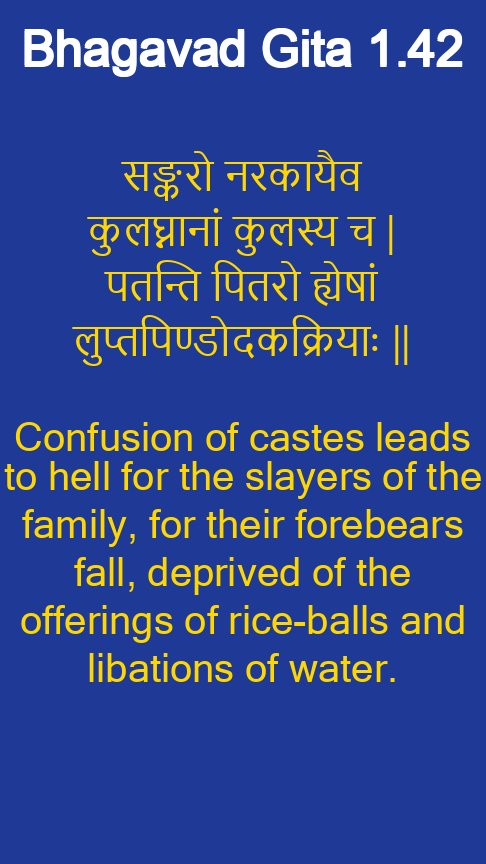 Bhagavad Gita 1.42
सङ्करो नरकायैव
कुलघ्नानां कुलस्य च |
पतन्ति पितरो ह्येषां
लुप्तपिण्डोदकक्रियाः ||
Confusion of castes leads
to hell for the slayers of the
family, for their forebears
fall, deprived of the
offerings of rice-balls and
libations of water.